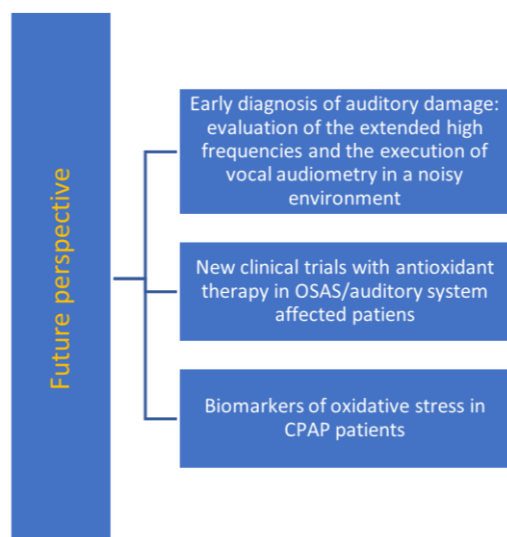 Future perspective
Early diagnosis of auditory damage:
evaluation of the extended high
frequencies and the execution of
vocal audiometry in a noisy
environment
New clinical trials with antioxidant
therapy in OSAS/auditory system
affected patiens
Biomarkers of oxidative stress in
CPAP patients